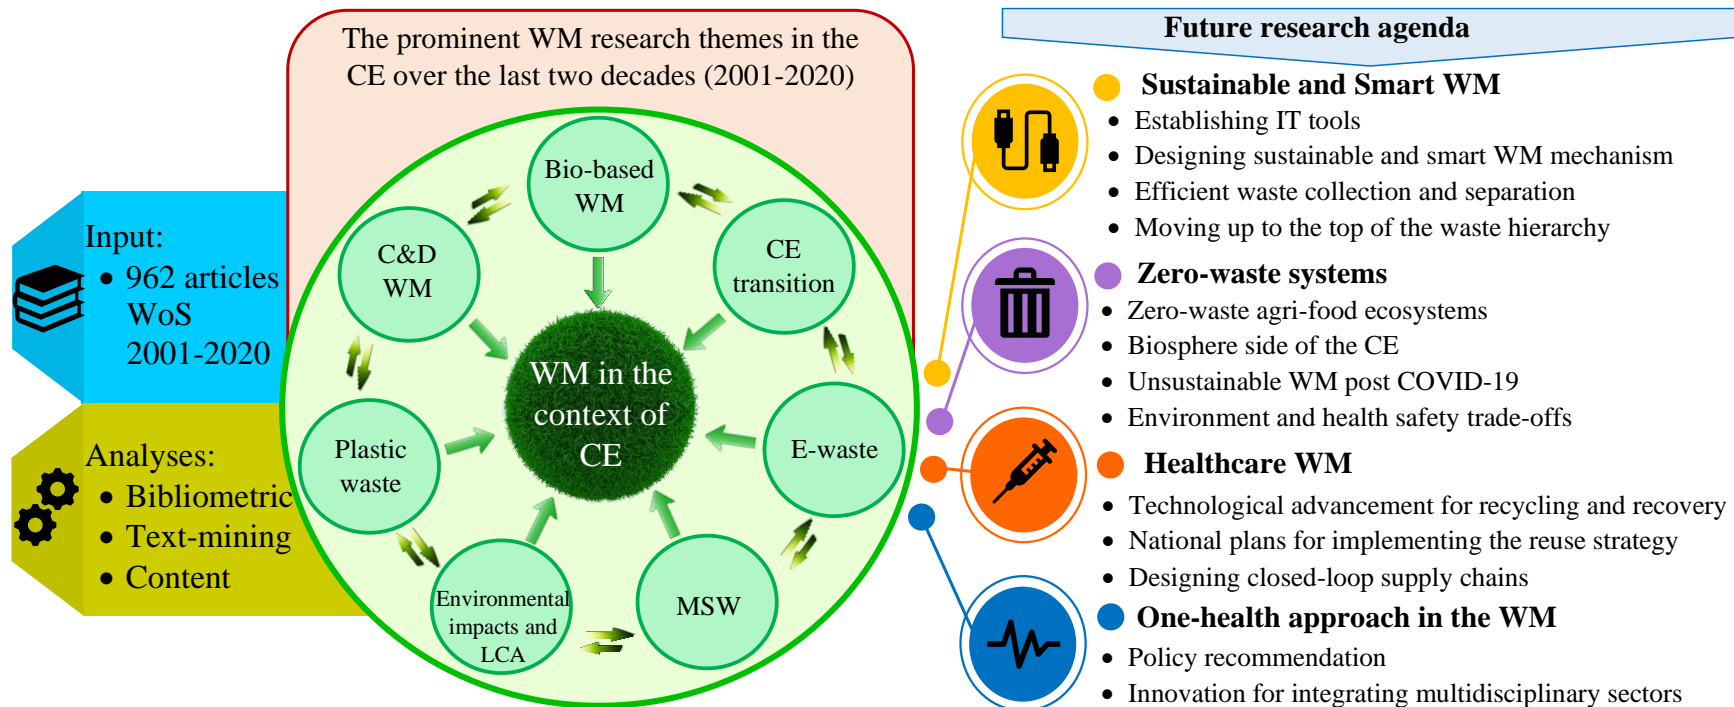 The prominent WM research themes in the
CE over the last two decades (2001-2020)
Input:
• 962 articles
WoS
2001-2020
Analyses:
• Bibliometric
• Text-mining
• Content
Bio-based
WM
CE
transition
E-waste
MSW
Environmental
impacts and
LCA
Plastic
waste
C&D
WM
WM in the
context of
CE
Future research agenda
Sustainable and Smart WM
• Establishing IT tools
• Designing sustainable and smart WM mechanism
• Efficient waste collection and separation
• Moving up to the top of the waste hierarchy
Zero-waste systems
• Zero-waste agri-food ecosystems
• Biosphere side of the CE
• Unsustainable WM post COVID-19
• Environment and health safety trade-offs
Healthcare WM
• Technological advancement for recycling and recovery
• National plans for implementing the reuse strategy
• Designing closed-loop supply chains
One-health approach in the WM
• Policy recommendation
• Innovation for integrating multidisciplinary sectors